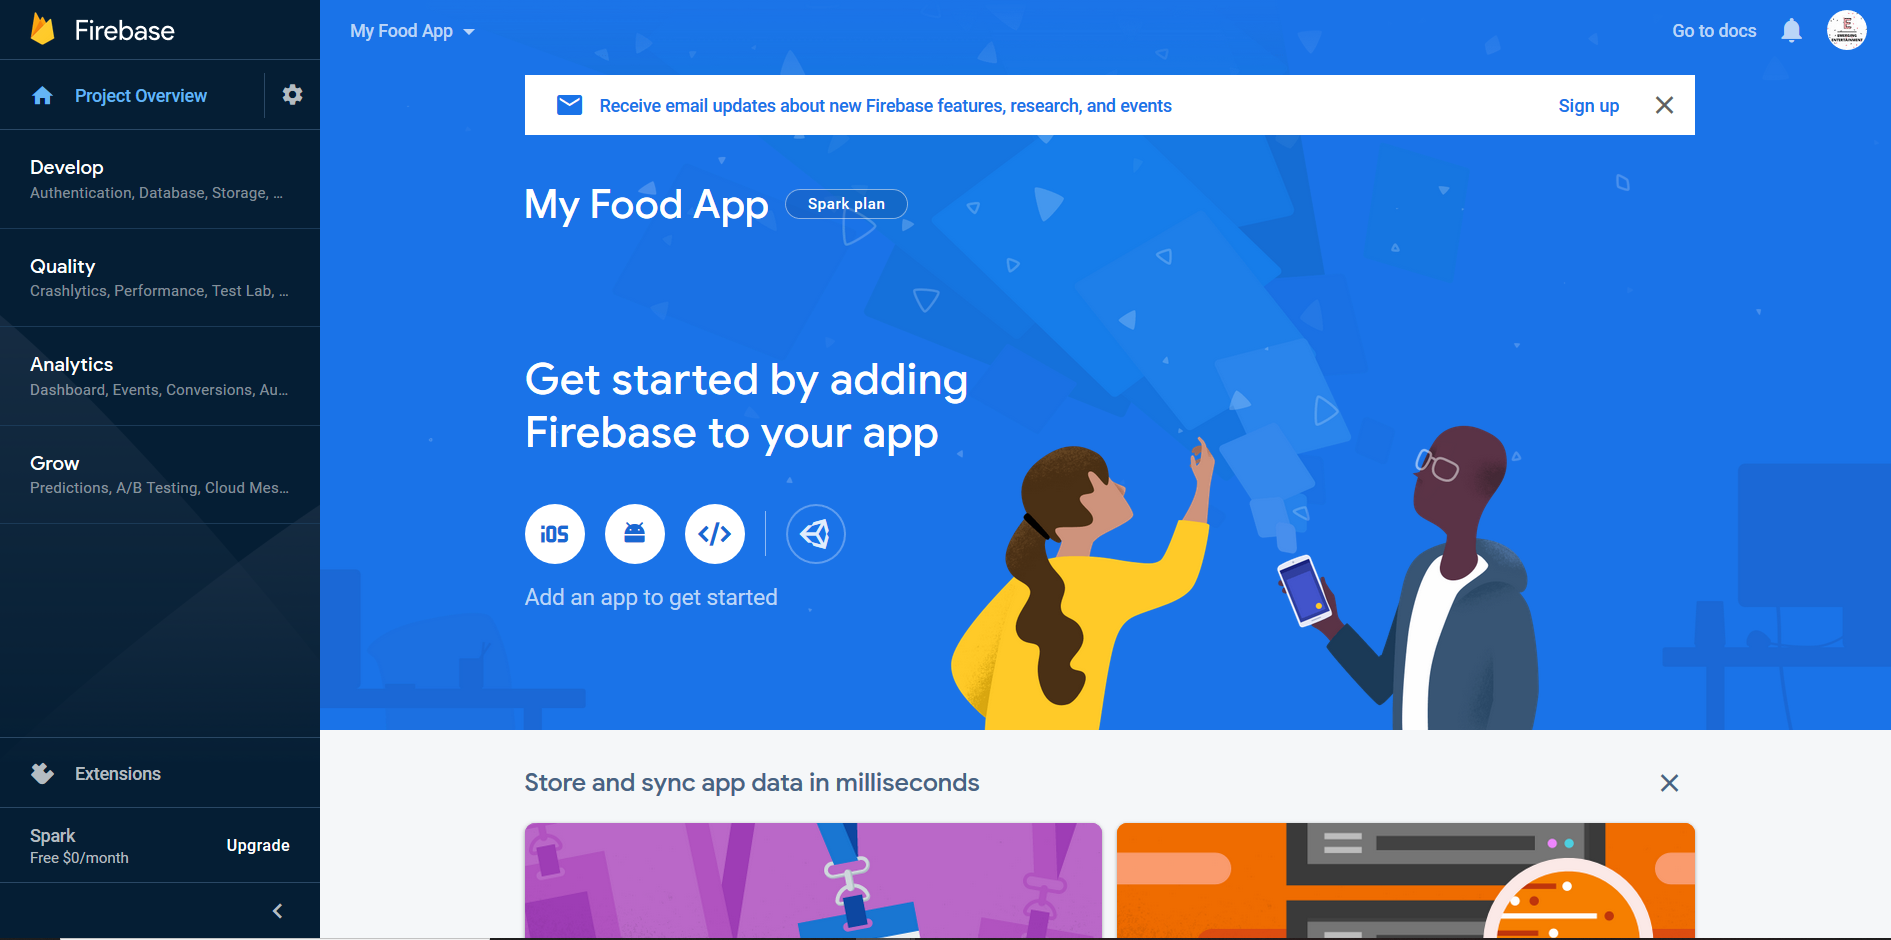 Firebase
My Food App
Go to docs
Project Overview
Receive email updates about new Firebase features, research, and events
Sign up
Develop
Authentication, Database, Storage, ...
My Food App
Spark plan
Quality
Crashlytics, Performance, Test Lab, ...
Analytics
Dashboard, Events, Conversions, Au...
Get started by adding
Firebase to your app
Grow
Predictions, A/B Testing, Cloud Mes...
iOS
Add an app to get started
Extensions
Store and sync app data in milliseconds
Spark
Free $0/month
Upgrade